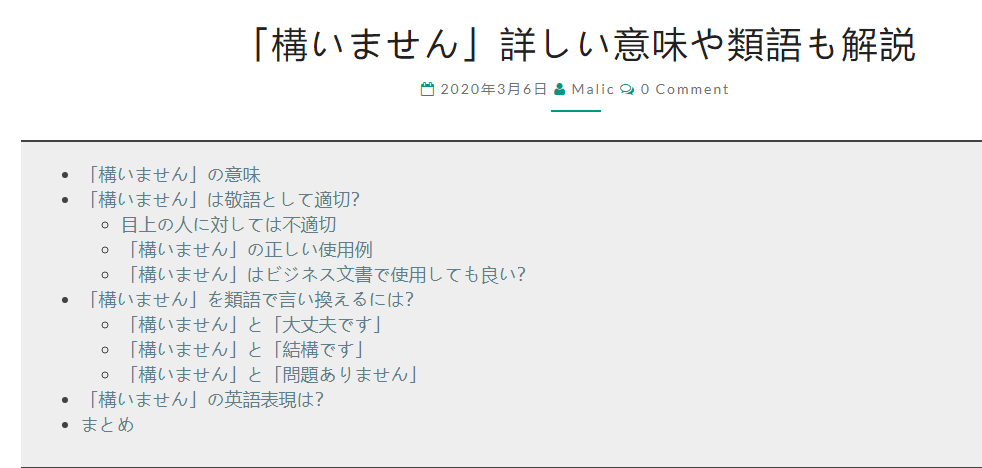 「構いません」詳しい意味や類語も解説
2020年3月6日 Malic 0 Comment
「構いません」の意味
「構いません」は敬語として適切?
目上の人に対しては不適切
「構いません」の正しい使用例
「構いません」はビジネス文書で使用しても良い?
「構いません」を類語で言い換えるには?
「構いません」と「大丈夫です」
「構いません」と「結構です」
「構いません」と「問題ありません」
「構いません」の英語表現は?
まとめ